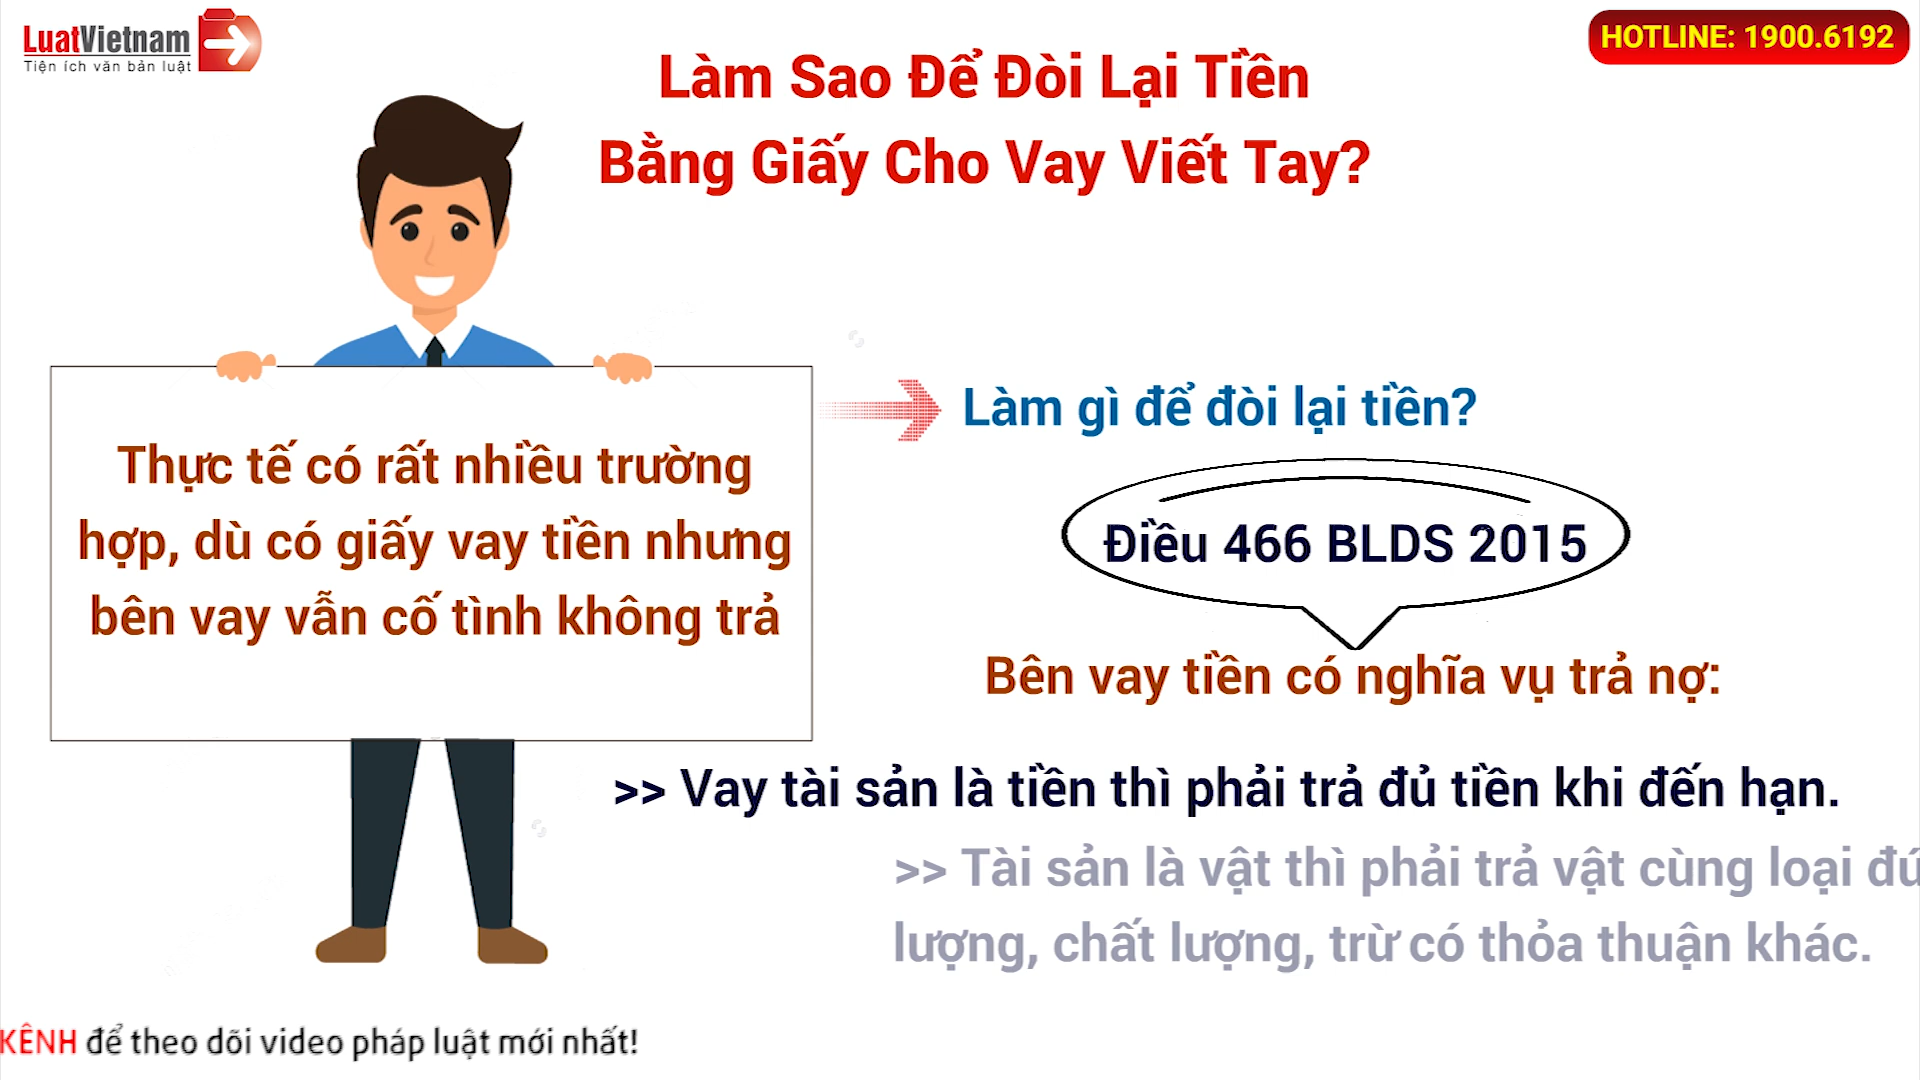 LuatVietnam
Tiện ích văn bản luật
HOTLINE: 1900.6192
Làm Sao Để Đòi Lại Tiền
Bằng Giấy Cho Vay Viết Tay?
Thực tế có rất nhiều trường
hợp, dù có giấy vay tiền nhưng
bên vay vẫn cố tình không trả
Làm gì để đòi lại tiền?
Điều 466 BLDS 2015
Bên vay tiền có nghĩa vụ trả nợ:
>> Vay tài sản là tiền thì phải trả đủ tiền khi đến hạn.
>> Tài sản là vật thì phải trả vật cùng loại
lượng, chất lượng, trừ có thỏa thuận khác.
KÊNH để theo dõi video pháp luật mới nhất!